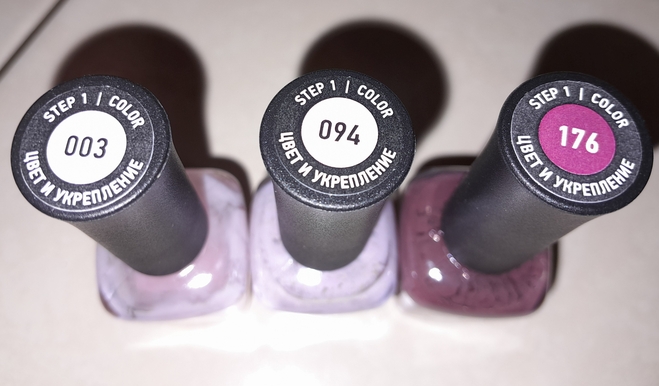 STEP 1 | COLOR
003
ЦВЕТ И УКРЕПЛЕНИЕ
STEP 1 | COLOR
094
ЦВЕТ И УКРЕПЛЕНИЕ
STEP 1 | COLOR
176
ЦВЕТ И УКРЕПЛЕНИЕ